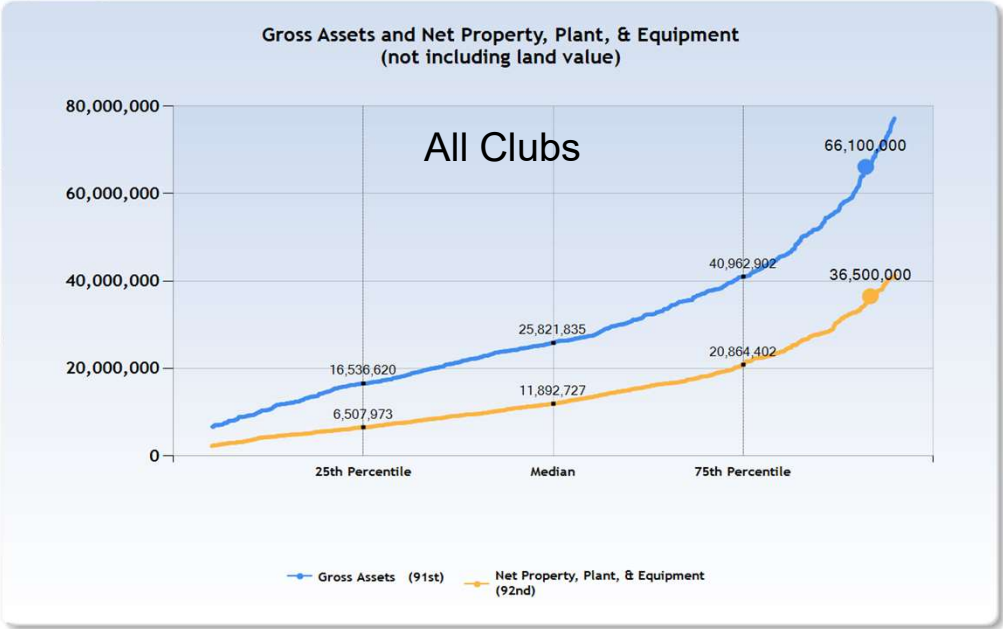 Gross Assets and Net Property, Plant, & Equipment
(not including land value)
80,000,000
All Clubs
66,100,000
60,000,000
40,962,902
40,000,000
36,500,000
25,821,835
20,864,402
20,000,000
16,536,620
11,892,727
6,507,973
0
25th Percentile Median 75th Percentile
Gross Assets (91st) Net Property, Plant, & Equipment
(92nd)